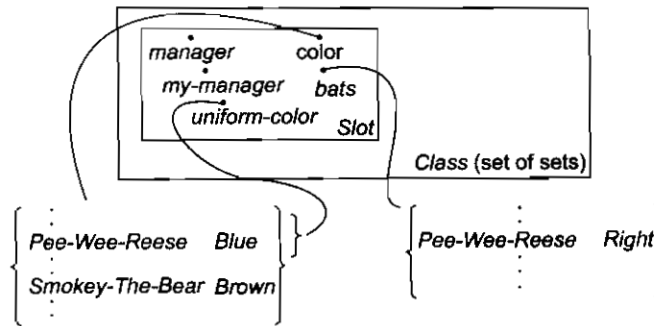 manager color
my-manager bats
uniform-color
Slot
Class (set of sets)
Pee-Wee-Reese Blue
Pee-Wee-Reese Right
Smokey-The-Bear Brown